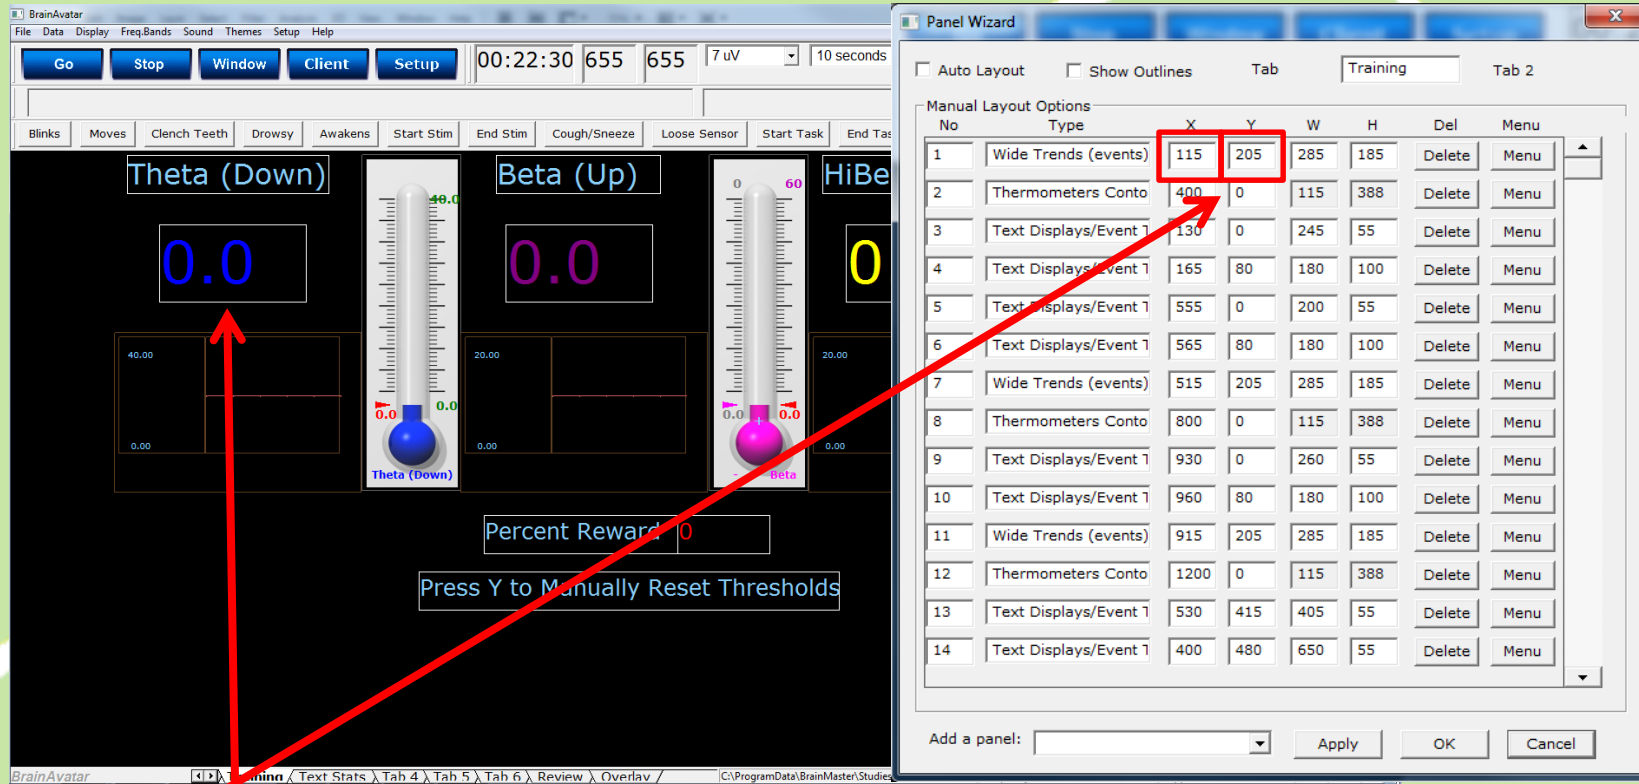 BrainAvatar
File Data Display Freq.Bands Sound Themes Setup Help
Go Stop Window Client Setup 00:22:30 655 655 7 uV 10 seconds
Blinks Moves Clench Teeth Drowsy Awakens Start Stim End Stim Cough/Sneeze Loose Sensor Start Task End Tas
Theta (Down) Beta (Up) HiBe
0 60
40.0
0.0 0.0 0
40.00 20.00 20.00
0.0 0.0 0.0 0.0
0.00 0.00 0.00
Theta (Down) - Beta
Percent Reward 0
Press Y to Manually Reset Thresholds
BrainAvatar Training Text Stats Tab 4 Tab 5 Tab 6 Review Overlay C:\ProgramData\BrainMaster\Studies
Panel Wizard
Auto Layout Show Outlines Tab Training Tab 2
Manual Layout Options
No Type X Y W H Del Menu
1 Wide Trends (events) 115 205 285 185 Delete Menu
2 Thermometers Conto 400 0 115 388 Delete Menu
3 Text Displays/Event T 130 0 245 55 Delete Menu
4 Text Displays/Event T 165 80 180 100 Delete Menu
5 Text Displays/Event T 555 0 200 55 Delete Menu
6 Text Displays/Event T 565 80 180 100 Delete Menu
7 Wide Trends (events) 515 205 285 185 Delete Menu
8 Thermometers Conto 800 0 115 388 Delete Menu
9 Text Displays/Event T 930 0 260 55 Delete Menu
10 Text Displays/Event T 960 80 180 100 Delete Menu
11 Wide Trends (events) 915 205 285 185 Delete Menu
12 Thermometers Conto 1200 0 115 388 Delete Menu
13 Text Displays/Event T 530 415 405 55 Delete Menu
14 Text Displays/Event T 400 480 650 55 Delete Menu
Add a panel: Apply OK Cancel